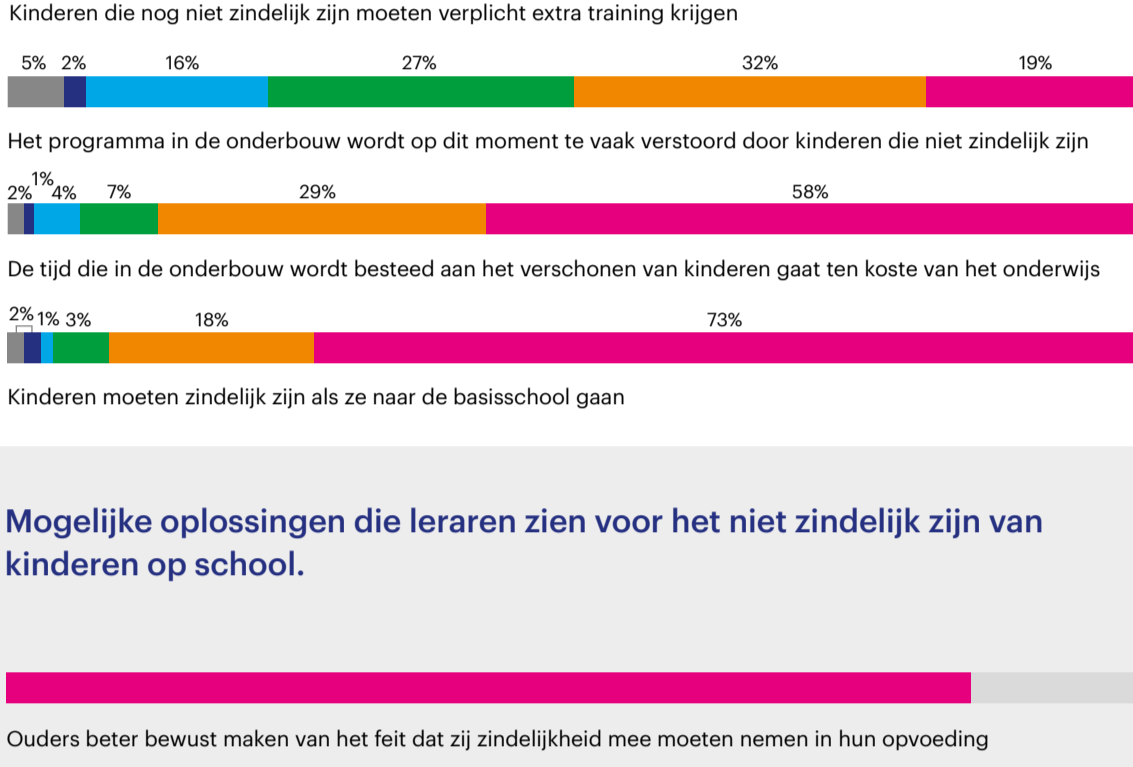 Kinderen die nog niet zindelijk zijn moeten verplicht extra training krijgen
5% 2% 16% 27% 32% 19%
Het programma in de onderbouw wordt op dit moment te vaak verstoord door kinderen die niet zindelijk zijn
2% 1% 4% 7% 29% 58%
De tijd die in de onderbouw wordt besteed aan het verschonen van kinderen gaat ten koste van het onderwijs
2% 1% 3% 18% 73%
Kinderen moeten zindelijk zijn als ze naar de basisschool gaan
Mogelijke oplossingen die leraren zien voor het niet zindelijk zijn van
kinderen op school.
Ouders beter bewust maken van het feit dat zij zindelijkheid mee moeten nemen in hun opvoeding